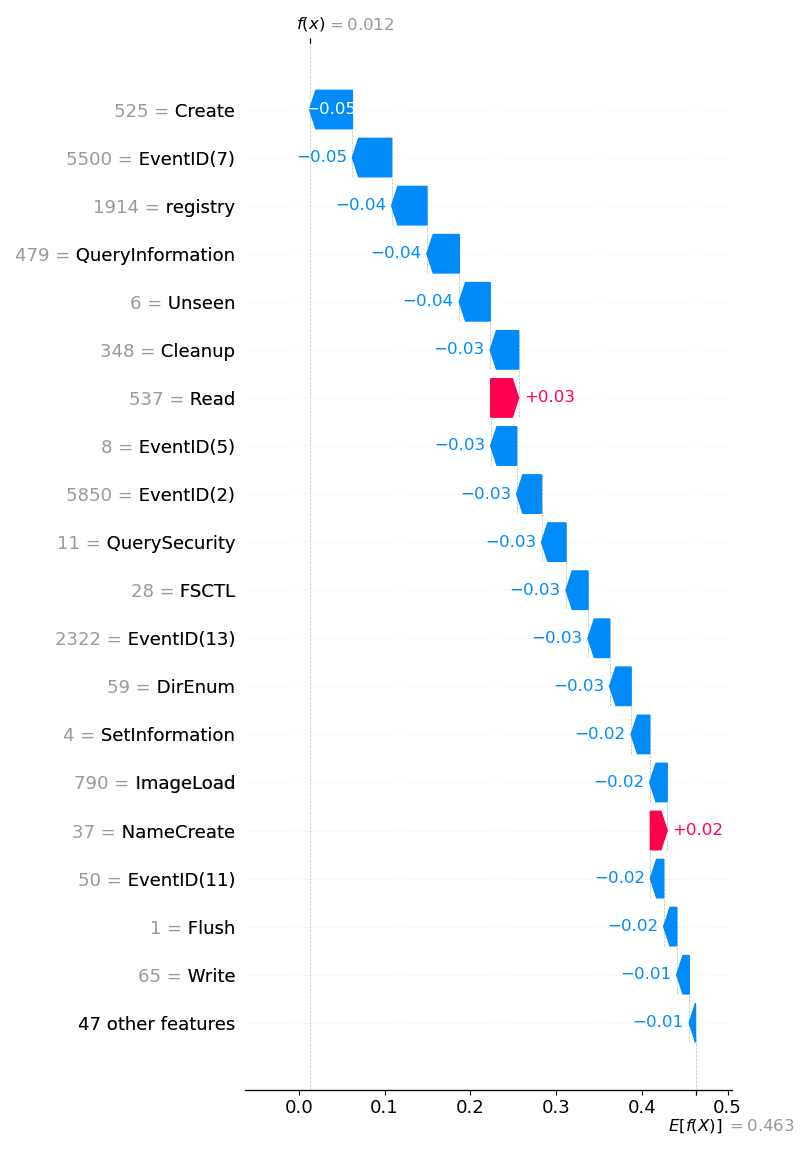 f(x) = 0.012
525 = Create
−0.05
5500 = EventID(7)
−0.05
1914 = registry
−0.04
479 = QueryInformation
−0.04
6 = Unseen
−0.04
348 = Cleanup
−0.03
537 = Read
+0.03
8 = EventID(5)
−0.03
5850 = EventID(2)
−0.03
11 = QuerySecurity
−0.03
28 = FSCTL
−0.03
2322 = EventID(13)
−0.03
59 = DirEnum
−0.03
4 = SetInformation
−0.02
790 = ImageLoad
−0.02
37 = NameCreate
+0.02
50 = EventID(11)
−0.02
1 = Flush
−0.02
65 = Write
−0.01
47 other features
−0.01
0.0 0.1 0.2 0.3 0.4 0.5
E[f(X)] = 0.463